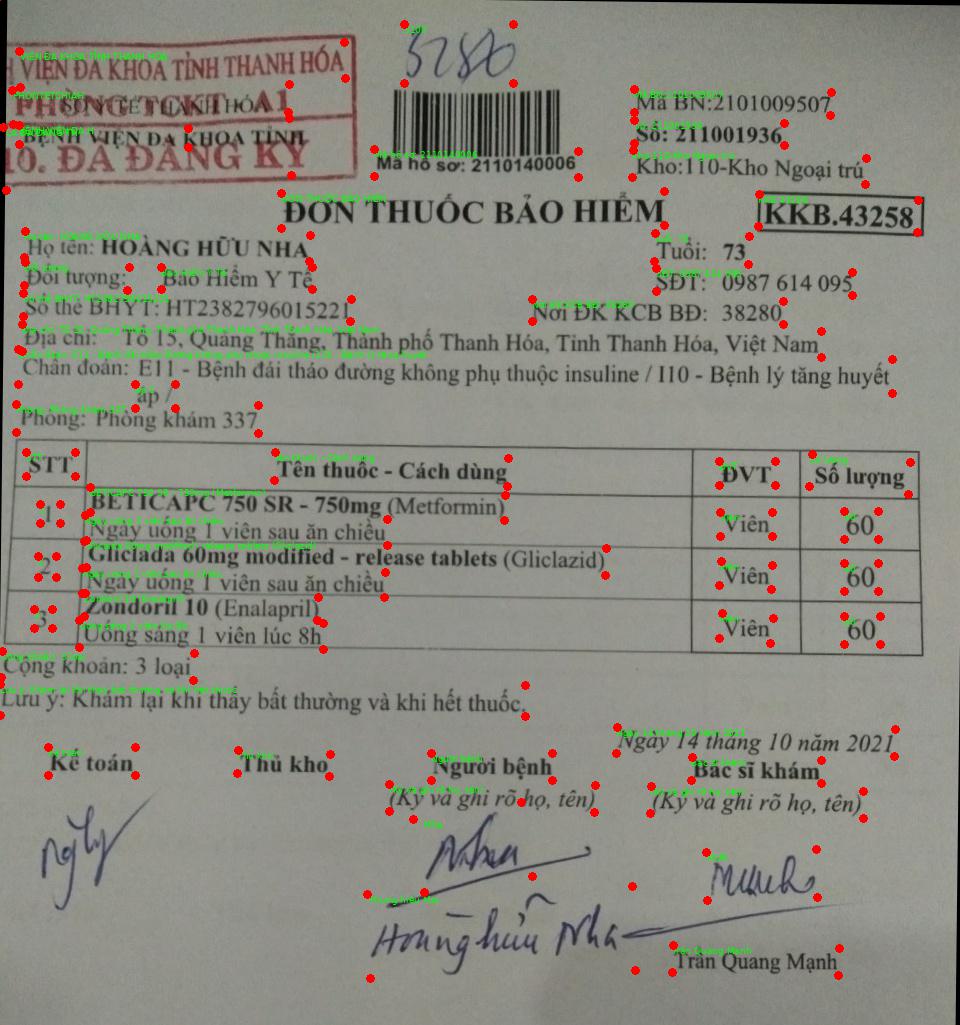 5280
VIỆN ĐA KHOA TỈNH THANH HÓA
PHÒNG TCKT - A1
SỞ Y TẾ THANH HÓA
BỆNH VIỆN ĐA KHOA TỈNH
10. ĐA ĐĂNG KÝ
Mã hồ sơ: 2110140006
Mã BN:2101009507
Số: 211001936
Kho:110-Kho Ngoại trú
ĐƠN THUỐC BẢO HIỂM
KKB.43258
Họ tên: HOÀNG HỮU NHA
Tuổi: 73
Đối tượng: Bảo Hiểm Y Tế
SĐT: 0987 614 095
Số thẻ BHYT: HT2382796015221
Nơi ĐK KCB BĐ: 38280
Địa chỉ: Tổ 15, Quảng Thắng, Thành phố Thanh Hóa, Tỉnh Thanh Hóa, Việt Nam
Chẩn đoán: E11 - Bệnh đái tháo đường không phụ thuộc insuline / I10 - Bệnh lý tăng huyết
áp /
Phòng: Phòng khám 337
STT Tên thuốc - Cách dùng ĐVT Số lượng
1 BETICAPC 750 SR - 750mg (Metformin) Viên 60
Ngày uống 1 viên sau ăn chiều
2 Gliclada 60mg modified - release tablets (Gliclazid) Viên 60
Ngày uống 1 viên sau ăn chiều
3 Zondoril 10 (Enalapril) Viên 60
Uống sáng 1 viên lúc 8h
Cộng khoản: 3 loại
Lưu ý: Khám lại khi thấy bất thường và khi hết thuốc.
Ngày 14 tháng 10 năm 2021
Kế toán Thủ kho Người bệnh Bác sĩ khám
(Ký và ghi rõ họ, tên) (Ký và ghi rõ họ, tên)
Nha
Hoàng hữu Nha
Trần Quang Mạnh